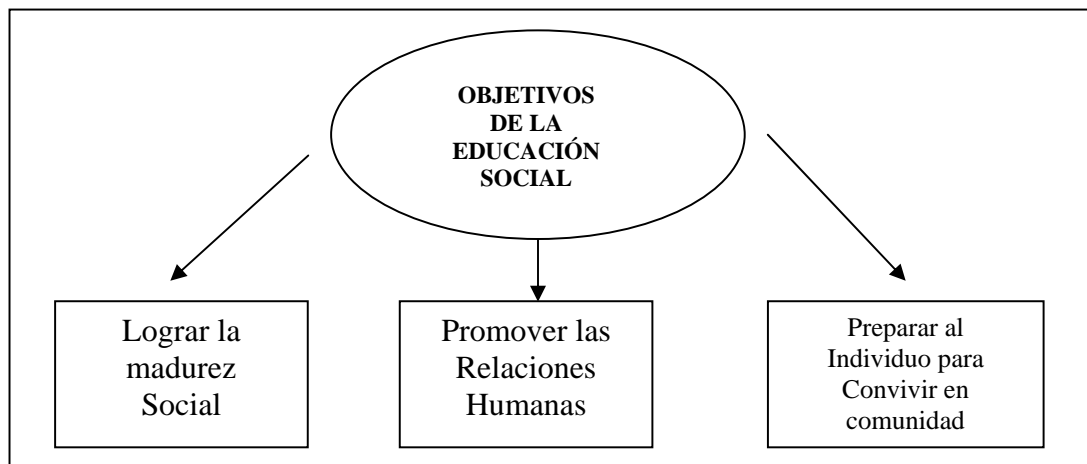 OBJETIVOS
DE LA
EDUCACIÓN
SOCIAL
Lograr la
madurez
Social
Promover las
Relaciones
Humanas
Preparar al
Individuo para
Convivir en
comunidad